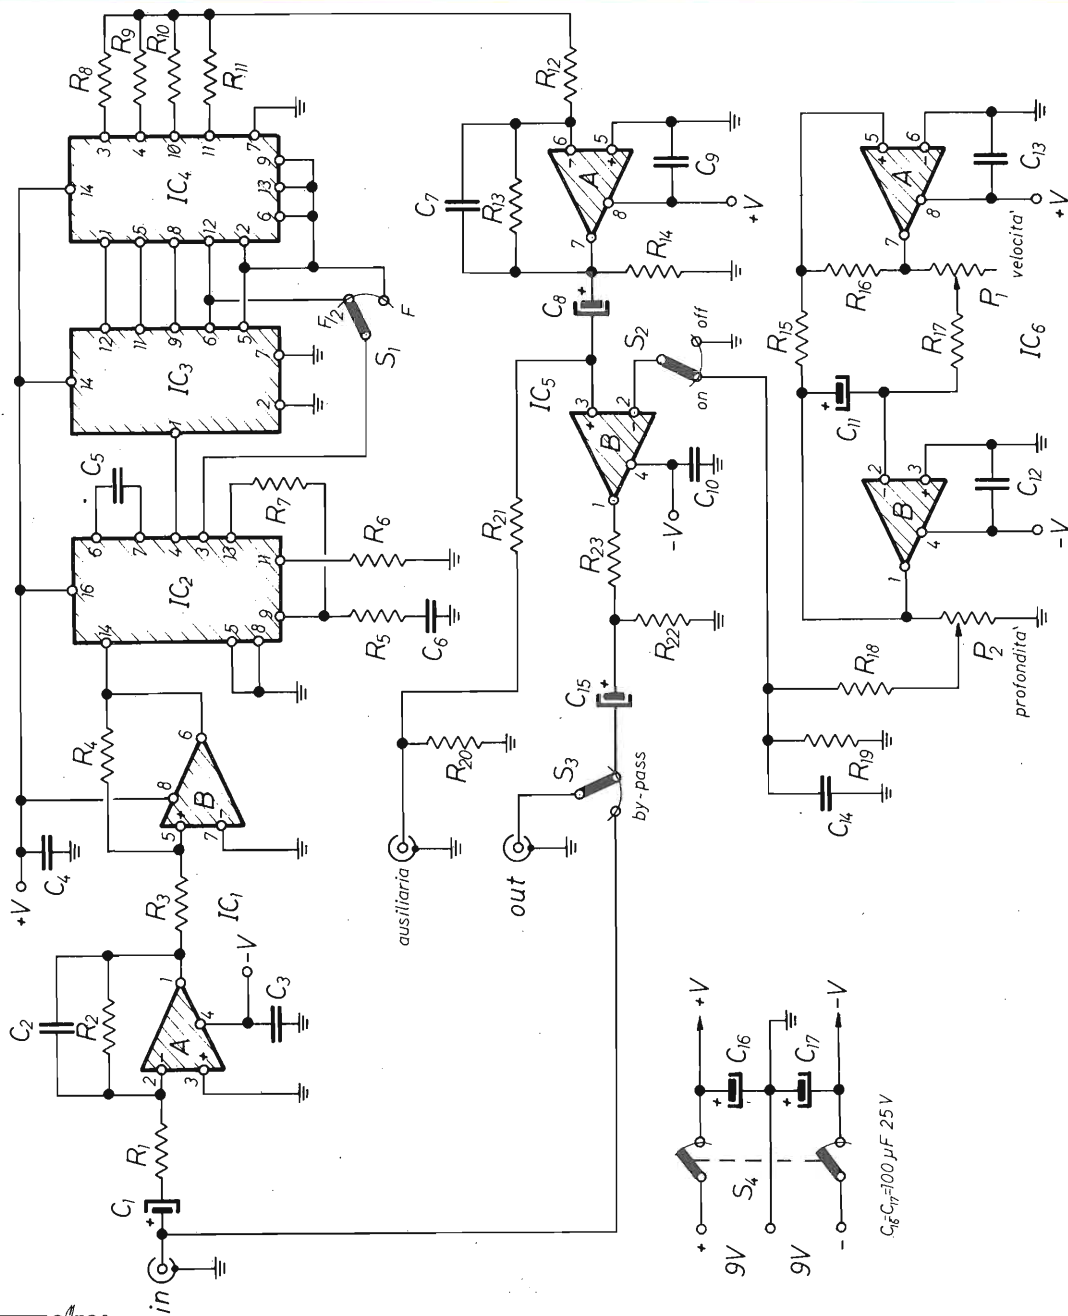 R8
R9
R10
R11
3
4
10
11
7
14
IC4
9
13
6
1
5
8
12
2
12
11
9
6
5
14
IC3
7
2
1
F/2
F
S1
C5
6
7
4
3
13
R7
16
IC2
11
R6
14
5
8
9
R5
C6
R4
6
8
B
5
+
7
-
+V
C4
R3
IC1
C2
R2
1
-V
A
4
C3
2
-
3
+
R1
C1
+
in
R12
C7
R13
6
-
5
+
A
C9
8
+V
7
R14
+
C8
S2
off
on
IC5
3
+
2
-
B
4
1
C10
-V
R21
R23
R22
+
C15
R20
S3
by-pass
ausiliaria
out
5
+
6
-
A
C13
8
+V
7
R16
P1
velocita'
R15
R17
IC6
+
C11
2
-
3
+
B
C12
4
-V
1
P2
profondita'
R18
R19
C14
+V
+
C16
+
C17
-V
S4
+
9V
9V
-
C16=C17=100 µF 25 V